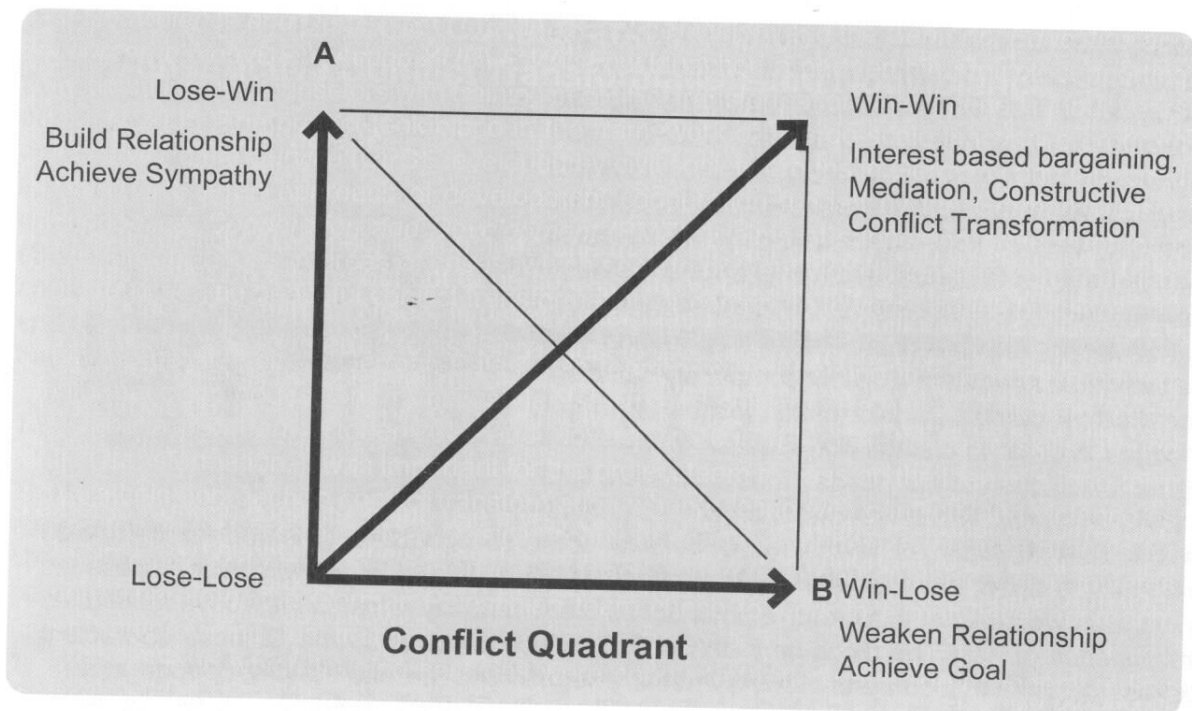 A
Lose-Win
Build Relationship
Achieve Sympathy
Win-Win
Interest based bargaining,
Mediation, Constructive
Conflict Transformation
Lose-Lose
B Win-Lose
Weaken Relationship
Achieve Goal
Conflict Quadrant